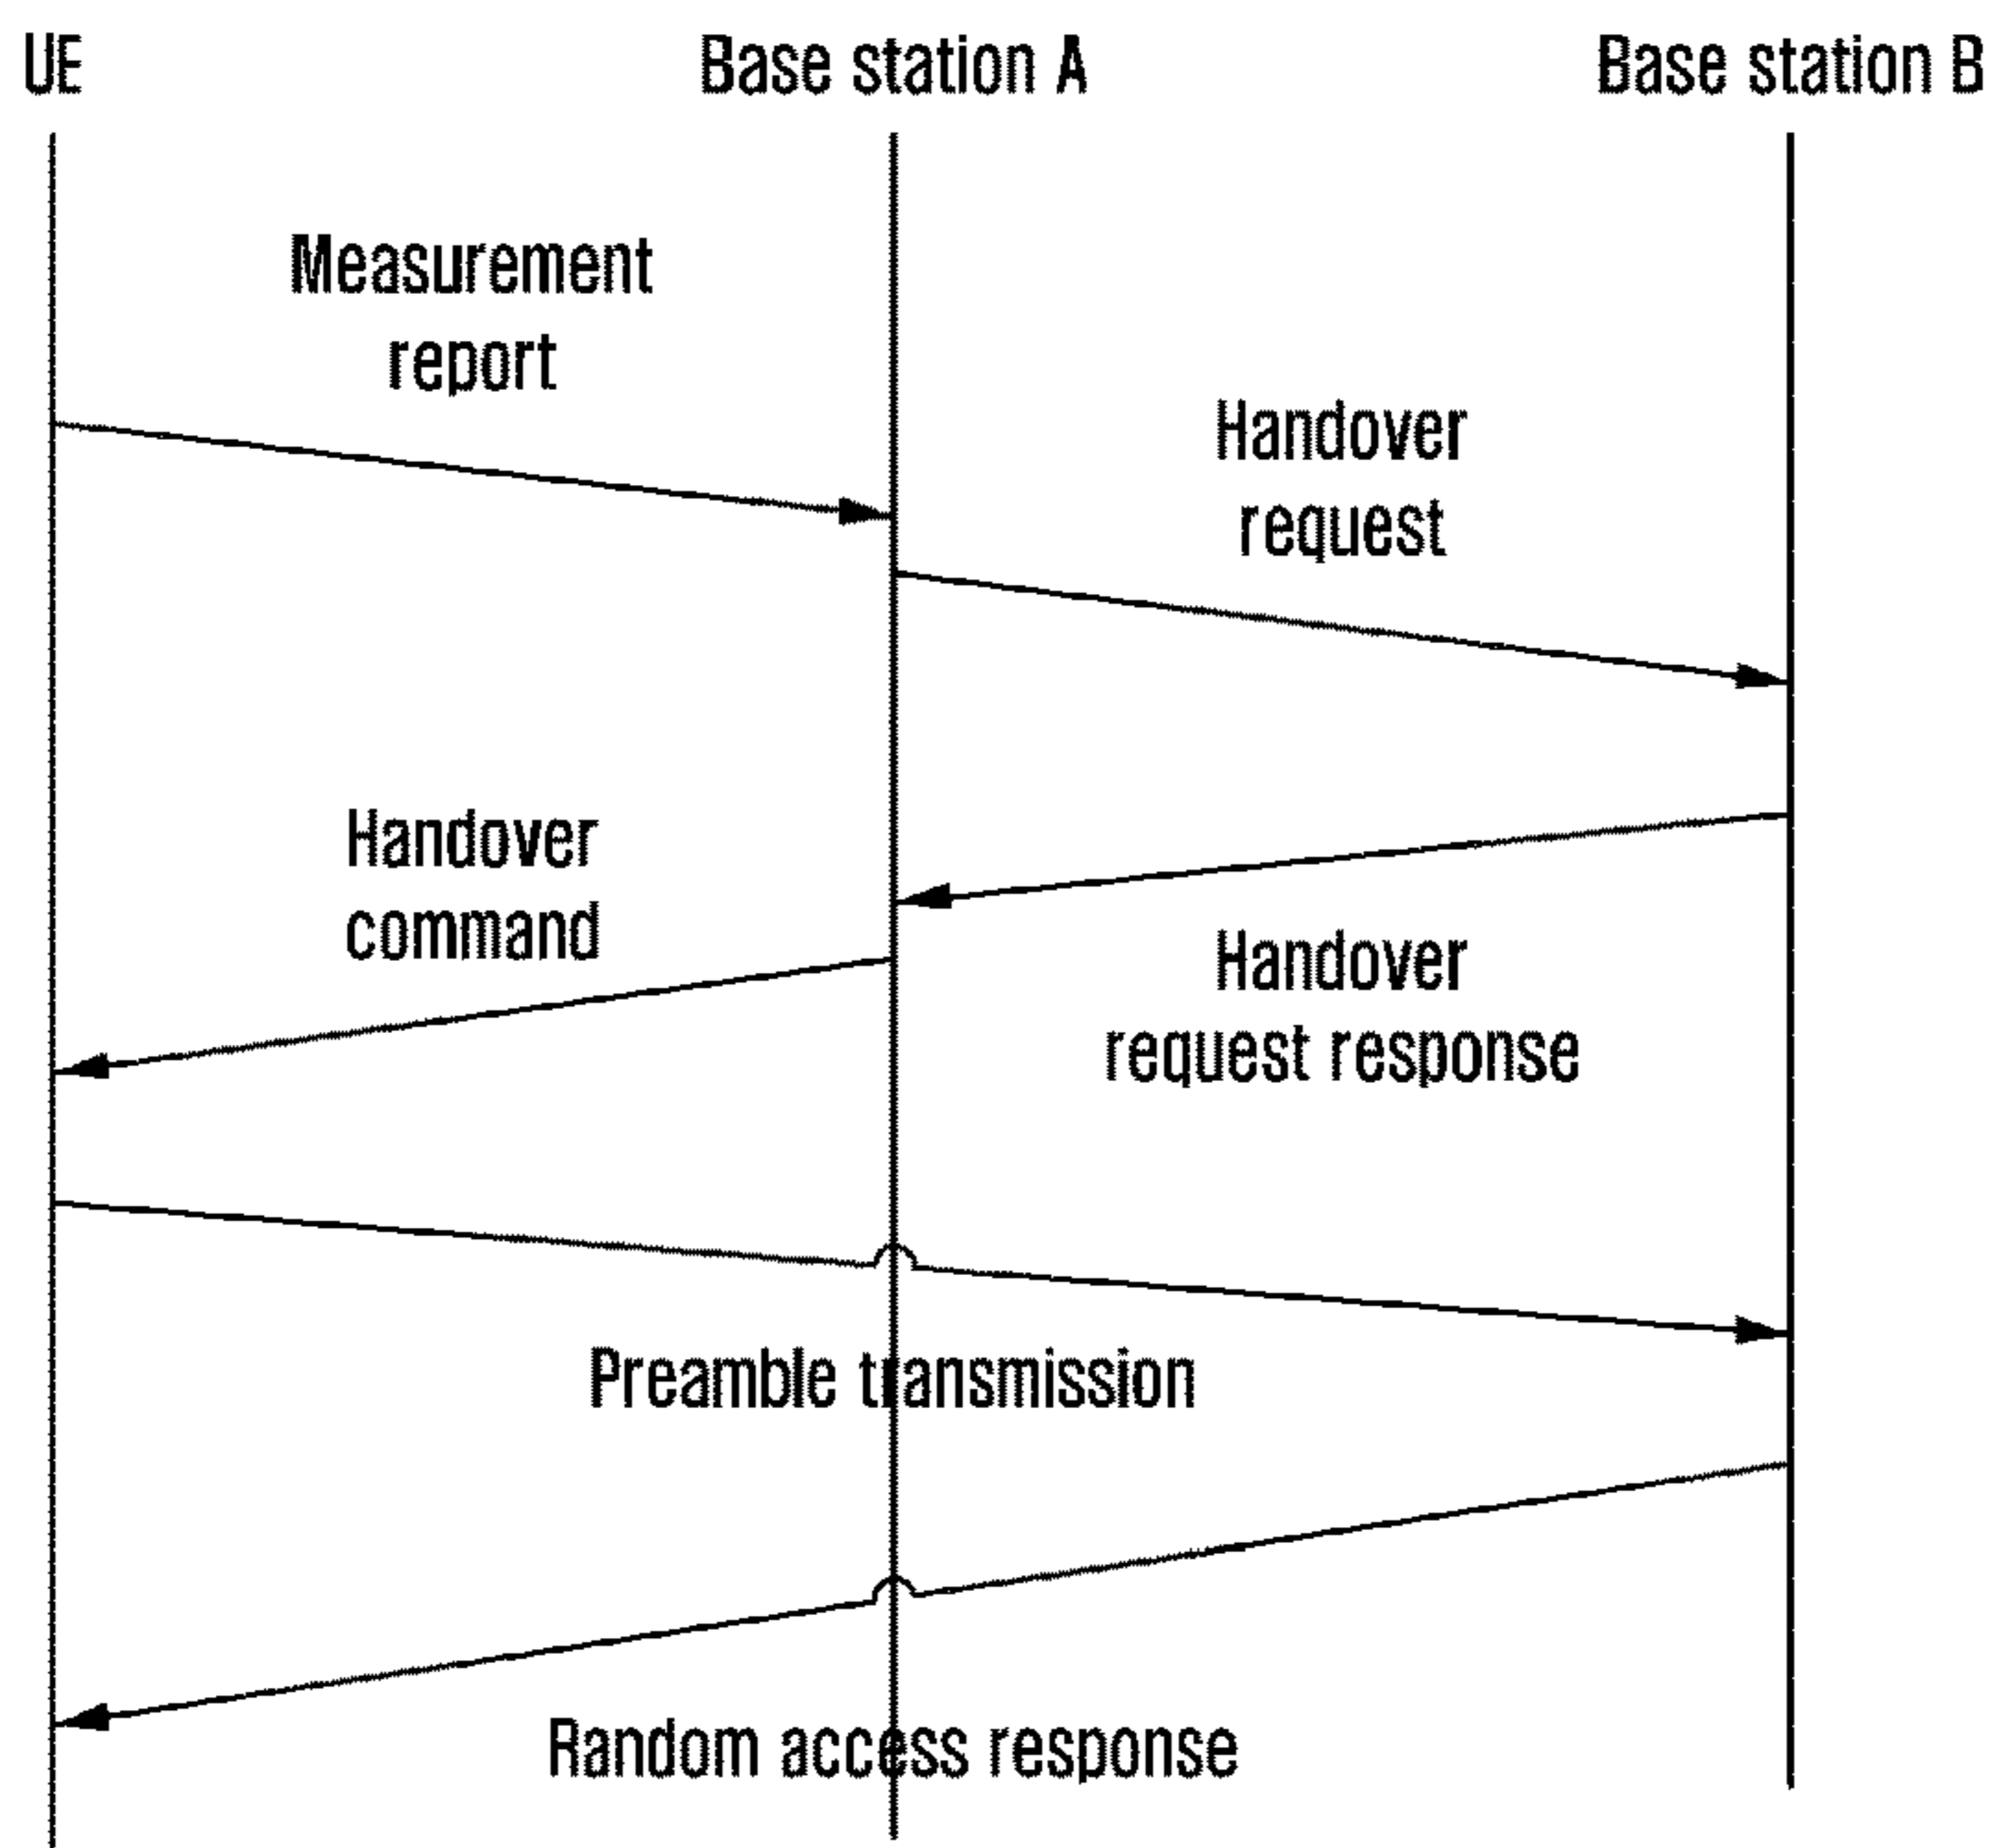 UE
Base station A
Base station B
Measurement
report
Handover
request
Handover
command
Handover
request response
Preamble transmission
Random access response